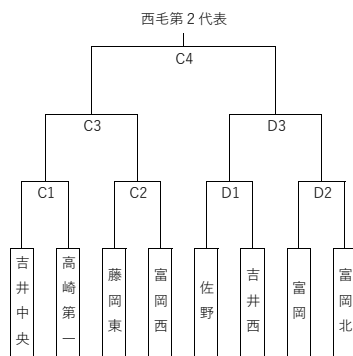 西毛第２代表
C4
C3
D3
C1
C2
D1
D2
吉井中央
高崎第一
藤岡東
富岡西
佐野
吉井西
富岡
富岡北